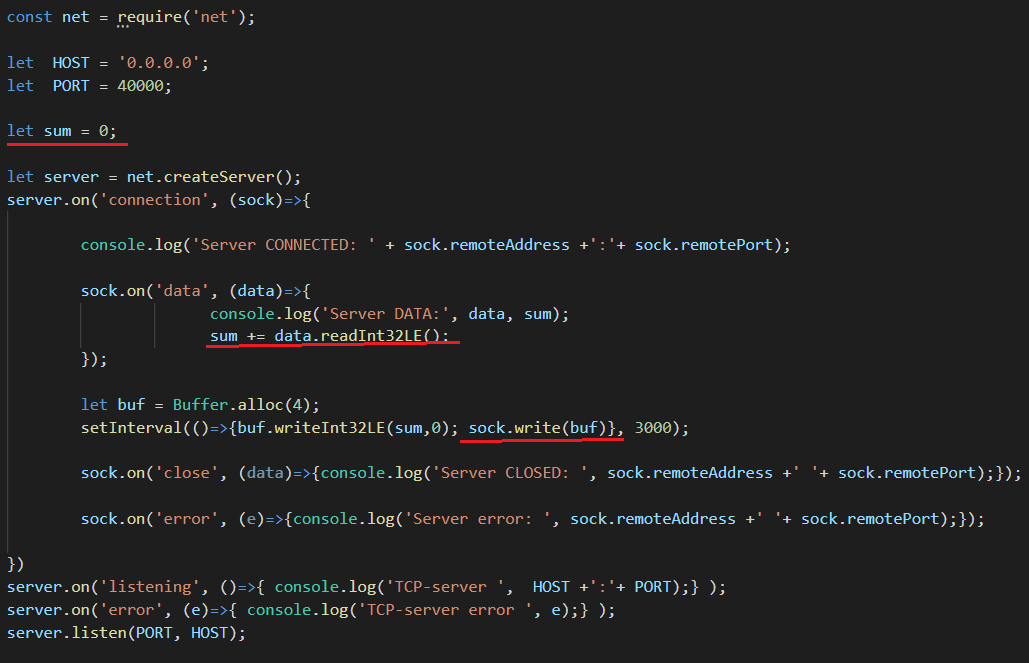 const net = require('net');
let  HOST = '0.0.0.0';
let  PORT = 40000;
let sum = 0;
let server = net.createServer();
server.on('connection', (sock)=>{
console.log('Server CONNECTED: ' + sock.remoteAddress +':'+ sock.remotePort);
sock.on('data', (data)=>{
console.log('Server DATA:', data, sum);
sum += data.readInt32LE();
});
let buf = Buffer.alloc(4);
setInterval(()=>{buf.writeInt32LE(sum,0); sock.write(buf)}, 3000);
sock.on('close', (data)=>{console.log('Server CLOSED: ', sock.remoteAddress +' '+ sock.remotePort);});
sock.on('error', (e)=>{console.log('Server error: ', sock.remoteAddress +' '+ sock.remotePort);});
})
server.on('listening', ()=>{ console.log('TCP-server ',  HOST +':'+ PORT);} );
server.on('error', (e)=>{ console.log('TCP-server error ', e);} );
server.listen(PORT, HOST);